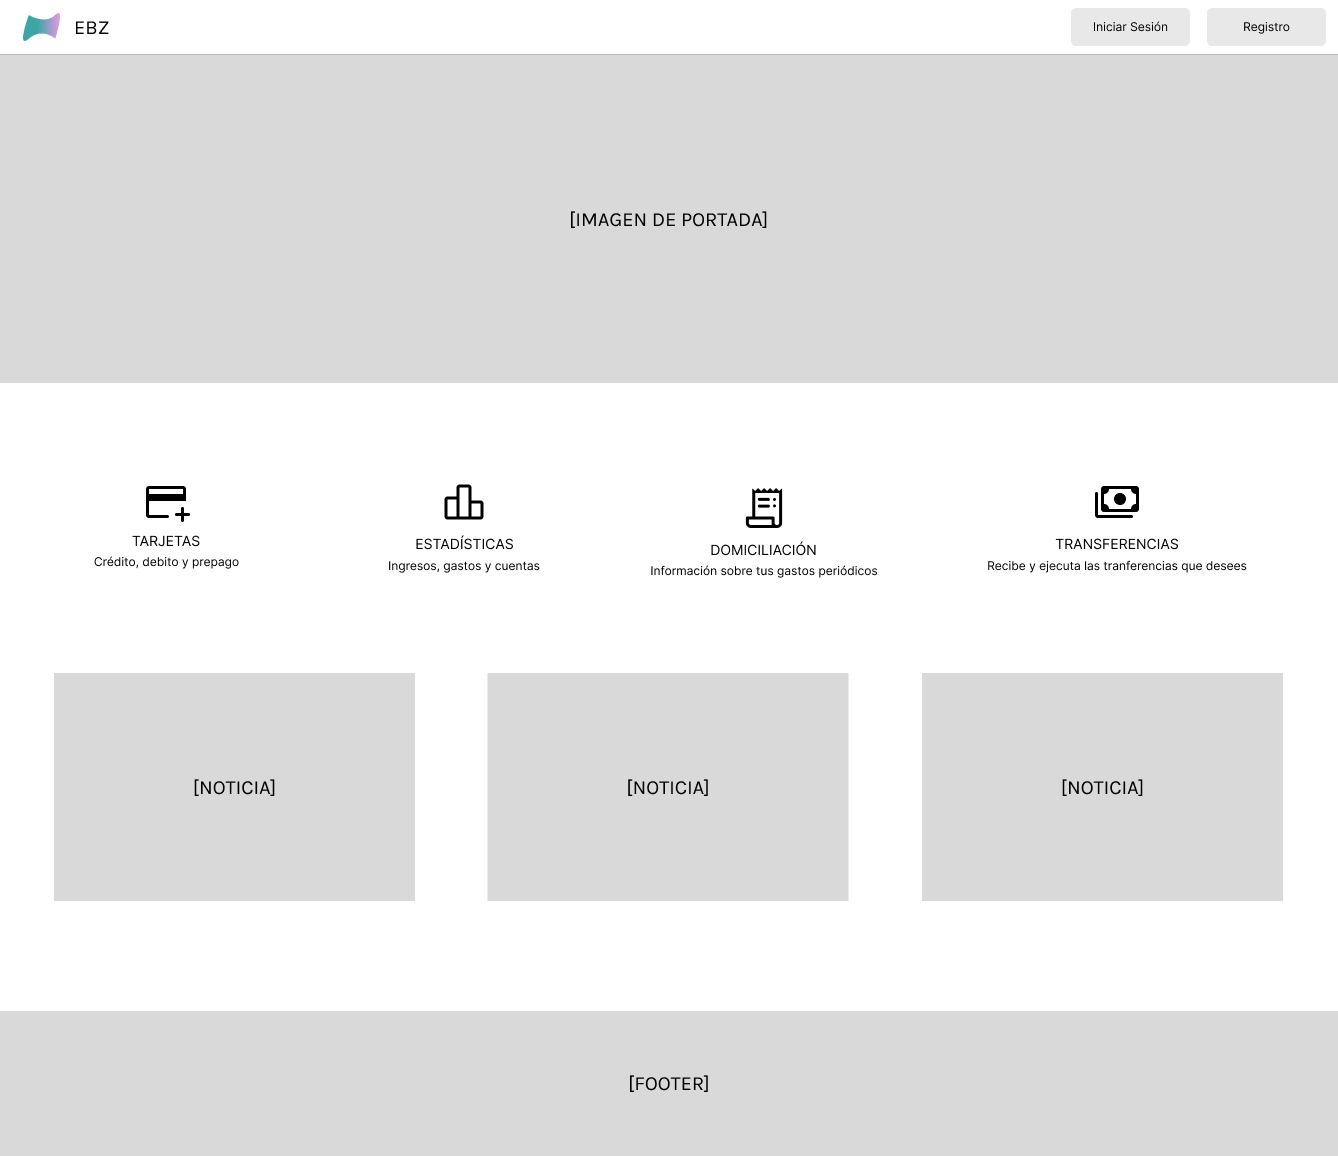 EBZ
Iniciar Sesión
Registro
[IMAGEN DE PORTADA]
TARJETAS
Crédito, debito y prepago
ESTADÍSTICAS
Ingresos, gastos y cuentas
DOMICILIACIÓN
Información sobre tus gastos periódicos
TRANSFERENCIAS
Recibe y ejecuta las tranferencias que desees
[NOTICIA]
[NOTICIA]
[NOTICIA]
[FOOTER]